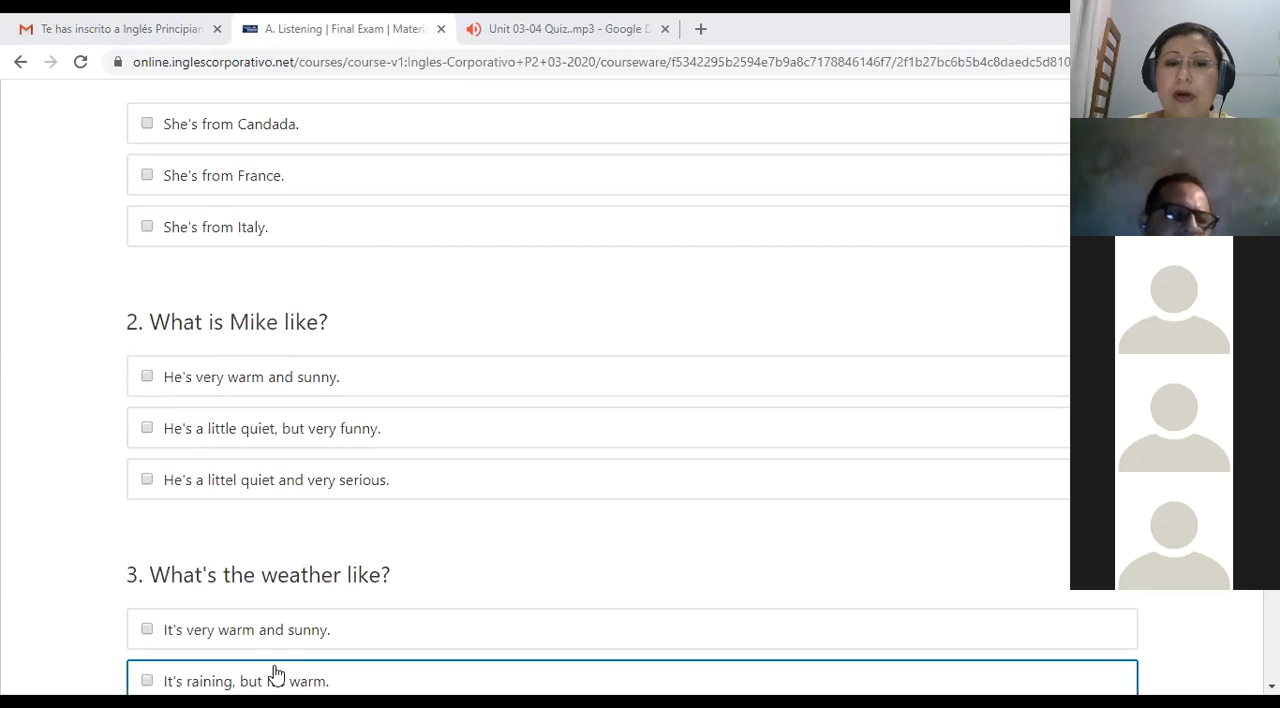 Te has inscrito a Inglés Principian
A. Listening | Final Exam | Materi
Unit 03-04 Quiz..mp3 - Google D
online.inglescorporativo.net/courses/course-v1:Ingles-Corporativo+P2+03-2020/courseware/f5342295b2594e7b9a8c7178846146f7/2f1b27bc6b5b4c8daedc5d810
She's from Candada.
She's from France.
She's from Italy.
2. What is Mike like?
He's very warm and sunny.
He's a little quiet, but very funny.
He's a littel quiet and very serious.
3. What's the weather like?
It's very warm and sunny.
It's raining, but warm.